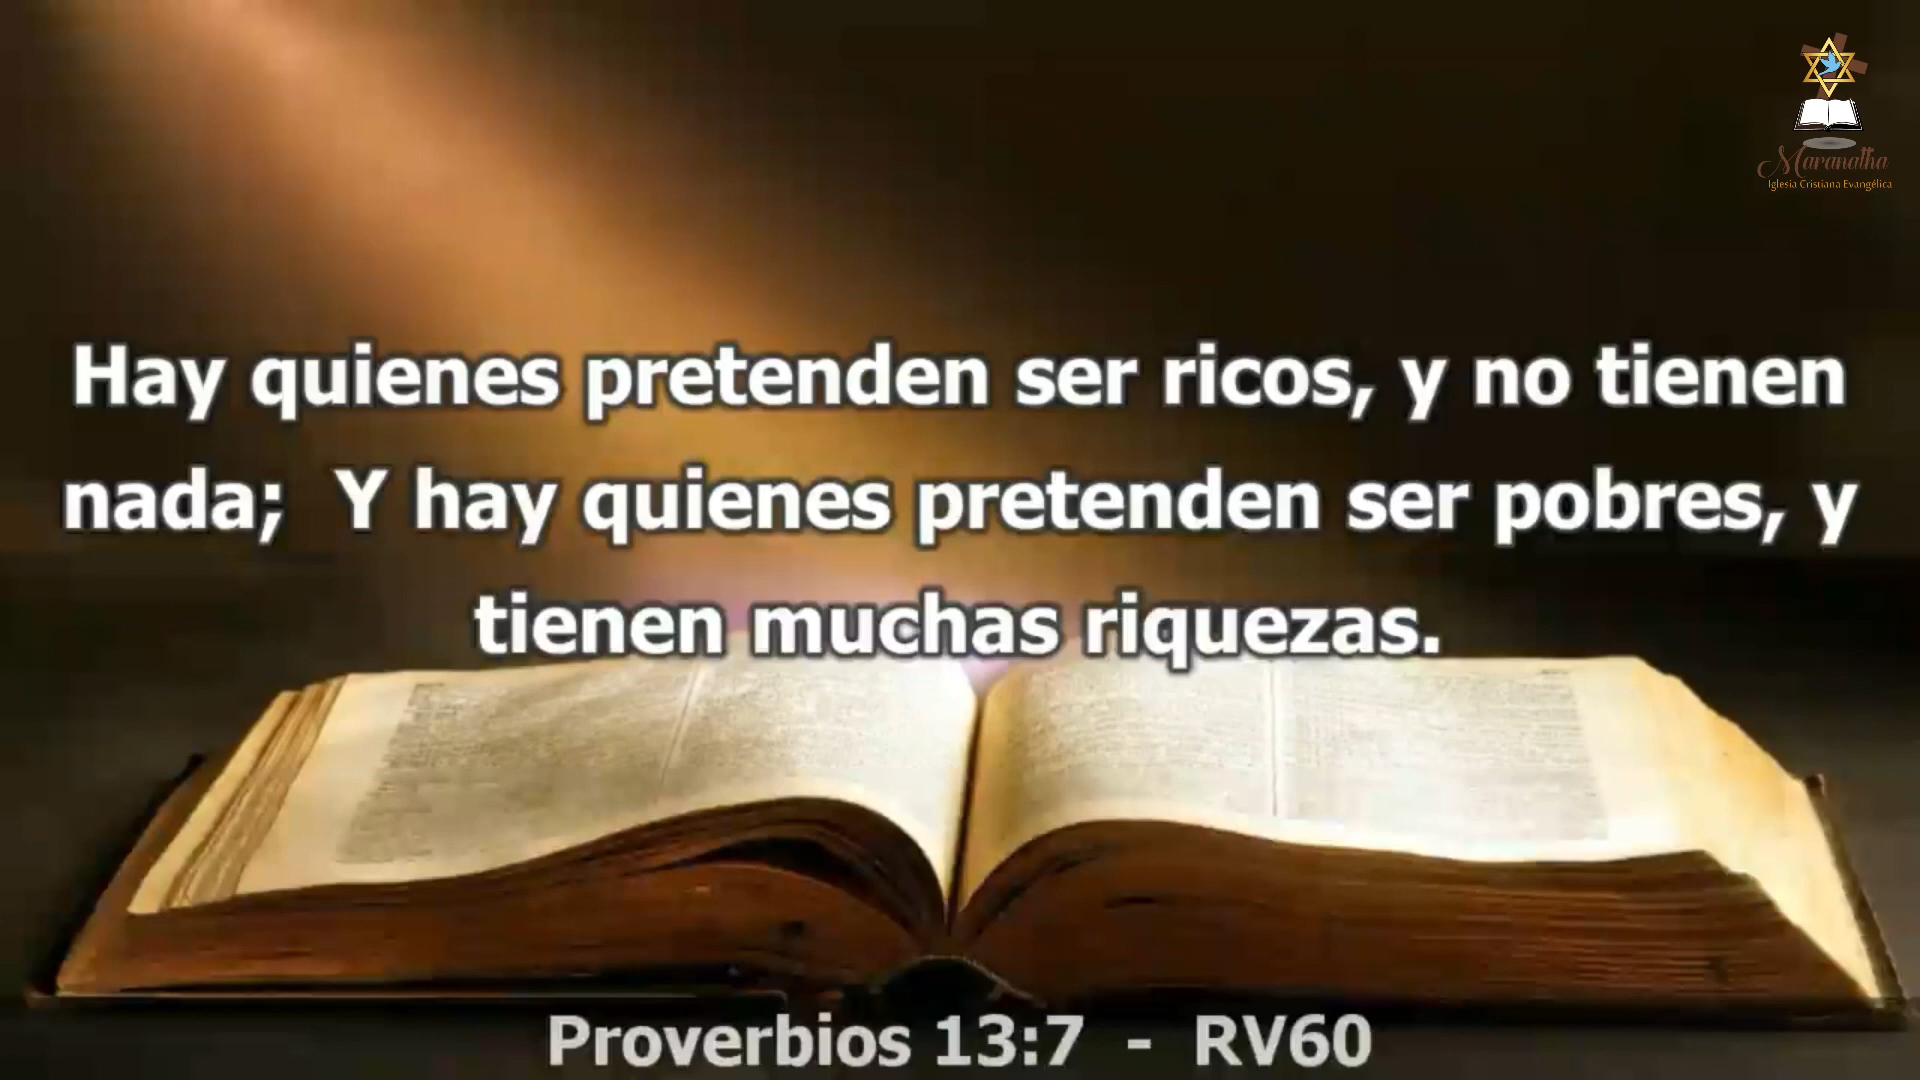 Maranatha
Iglesia Cristiana Evangélica
Hay quienes pretenden ser ricos, y no tienen
nada;  Y hay quienes pretenden ser pobres, y
tienen muchas riquezas.
Proverbios 13:7  -  RV60